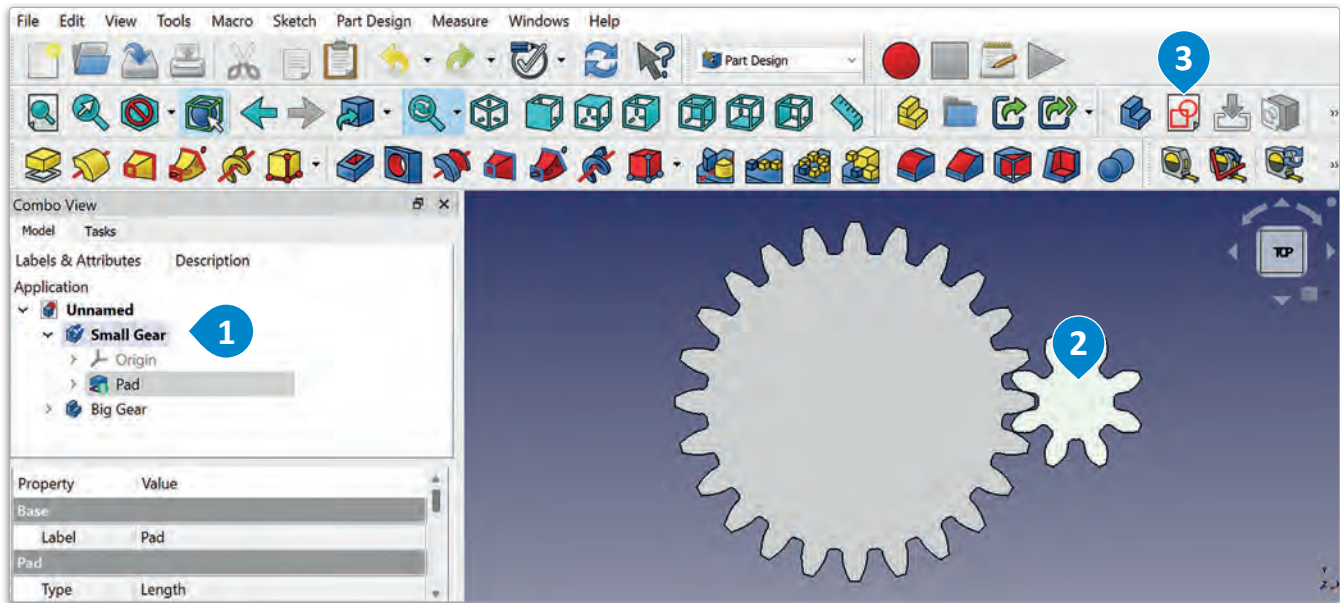 File Edit View Tools Macro Sketch Part Design Measure Windows Help
Part Design
3
Combo View
Model Tasks
Labels & Attributes Description
Application
Unnamed
Small Gear 1
Origin
Pad
Big Gear
TOP
2
Property Value
Base
Label Pad
Pad
Type Length
Y
Z X